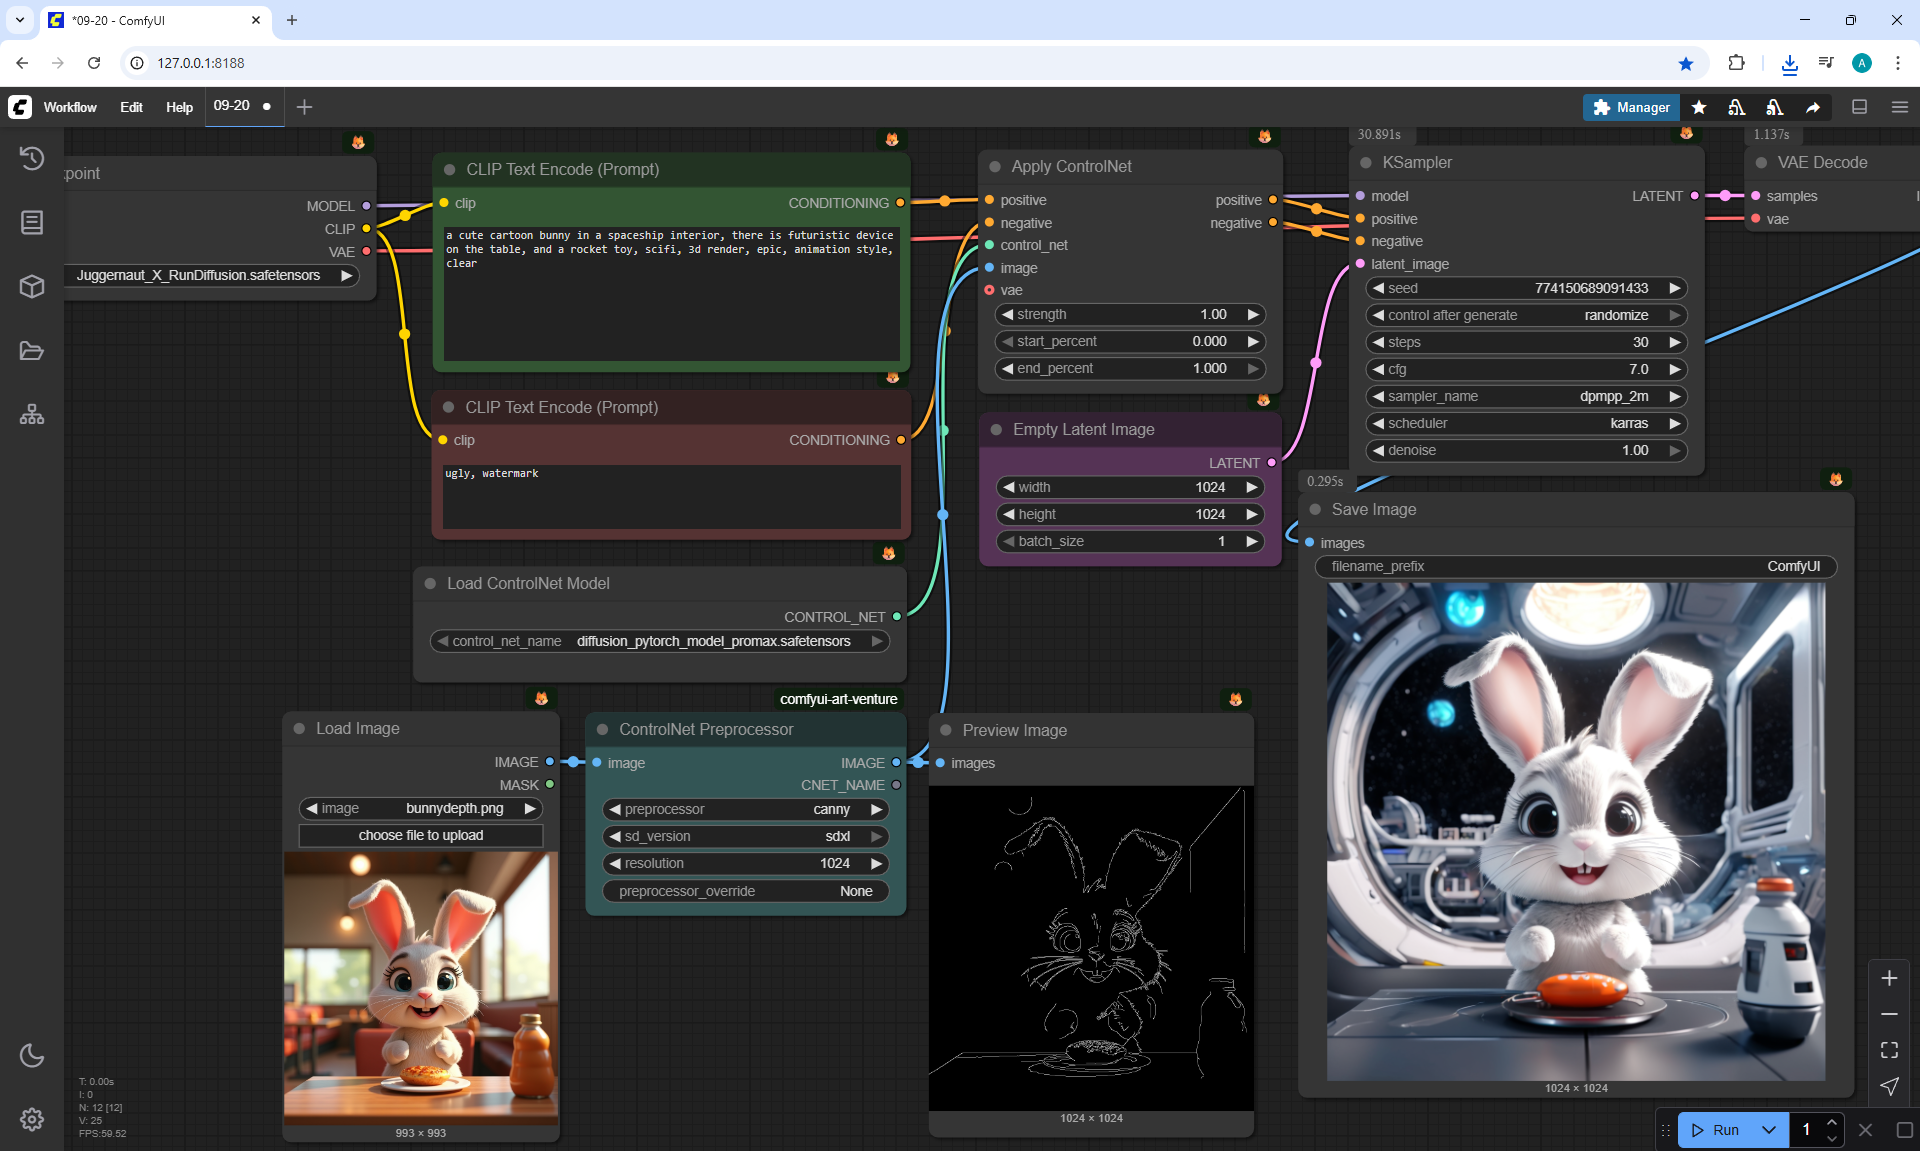 *09-20 - ComfyUI
127.0.0.1:8188
A
Workflow
Edit
Help
09-20
Manager
point
MODEL
CLIP
VAE
Juggernaut_X_RunDiffusion.safetensors
CLIP Text Encode (Prompt)
clip CONDITIONING
a cute cartoon bunny in a spaceship interior, there is futuristic device
on the table, and a rocket toy, scifi, 3d render, epic, animation style,
clear
CLIP Text Encode (Prompt)
clip CONDITIONING
ugly, watermark
Load ControlNet Model
CONTROL_NET
control_net_name diffusion_pytorch_model_promax.safetensors
Apply ControlNet
positive positive
negative negative
control_net
image
vae
strength 1.00
start_percent 0.000
end_percent 1.000
Empty Latent Image
LATENT
width 1024
height 1024
batch_size 1
30.891s
KSampler
model LATENT
positive
negative
latent_image
seed 774150689091433
control after generate randomize
steps 30
cfg 7.0
sampler_name dpmpp_2m
scheduler karras
denoise 1.00
1.137s
VAE Decode
samples
vae
0.295s
Save Image
images
filename_prefix ComfyUI
1024 × 1024
Load Image
IMAGE
MASK
image bunnydepth.png
choose file to upload
993 × 993
comfyui-art-venture
ControlNet Preprocessor
image IMAGE
CNET_NAME
preprocessor canny
sd_version sdxl
resolution 1024
preprocessor_override None
Preview Image
images
1024 × 1024
T: 0.00s
I: 0
N: 12 [12]
V: 25
FPS:59.52
Run
1